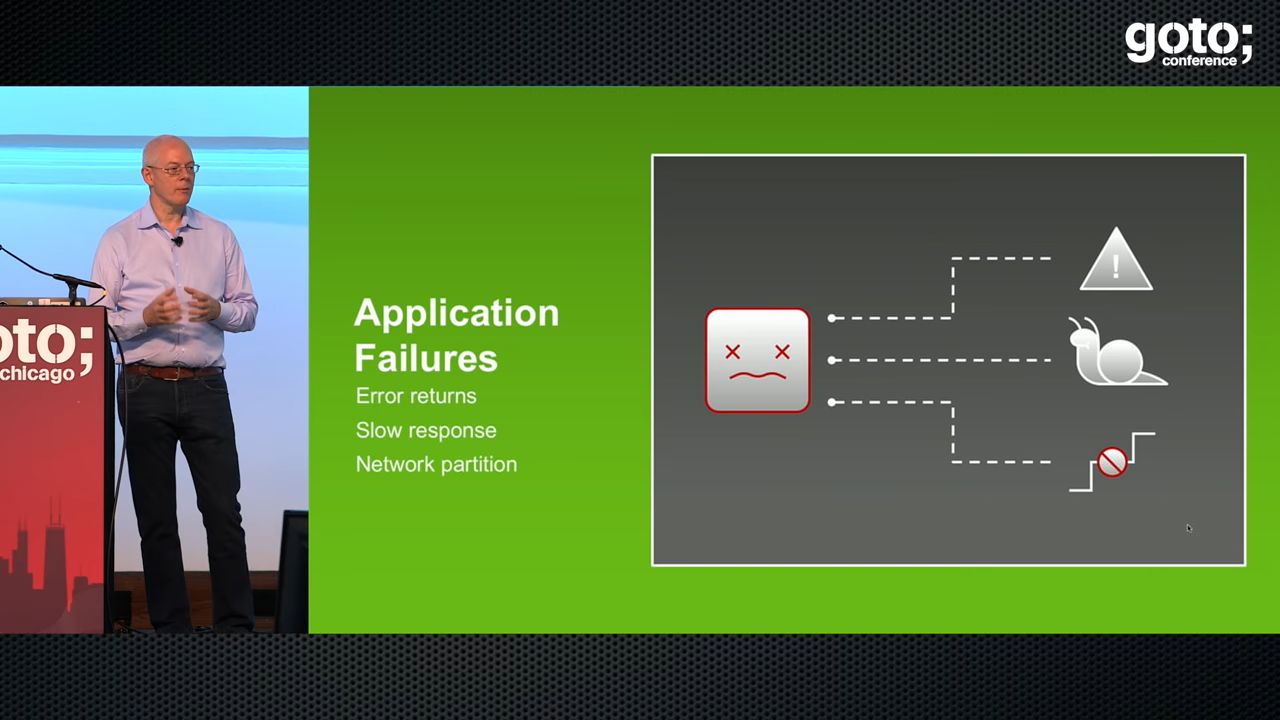 goto;
conference
oto;
chicago
Application
Failures
Error returns
Slow response
Network partition
!